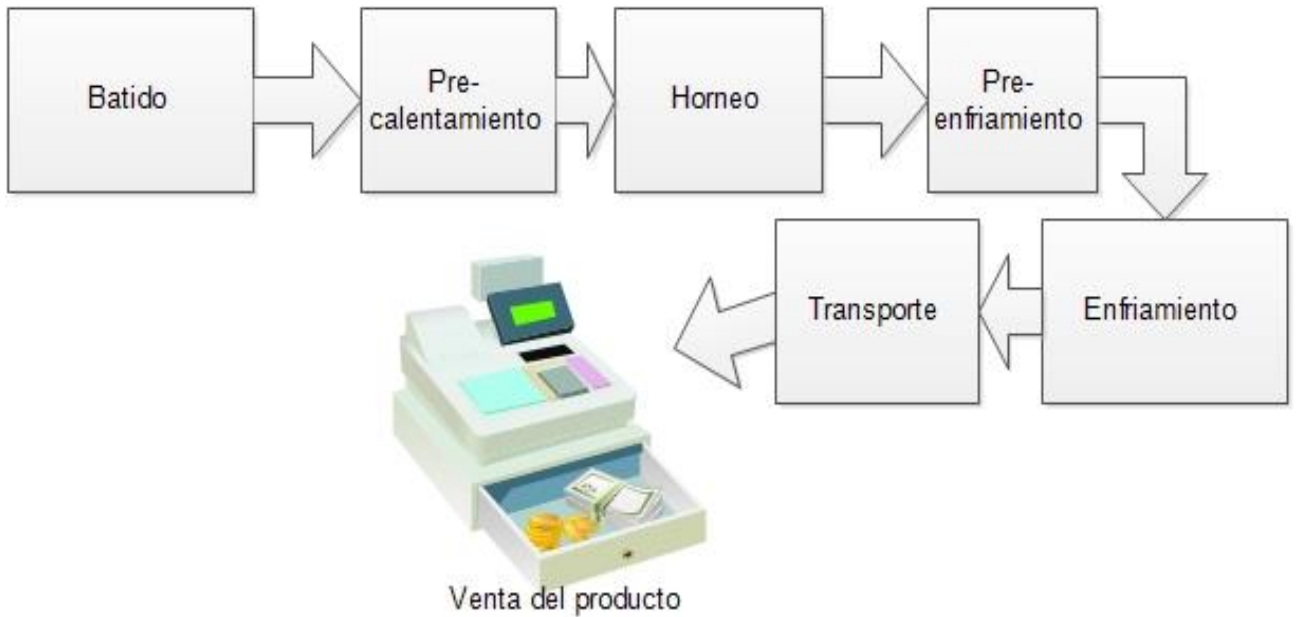 Batido
Pre-
calentamiento
Horneo
Pre-
enfriamiento
Transporte
Enfriamiento
Venta del producto